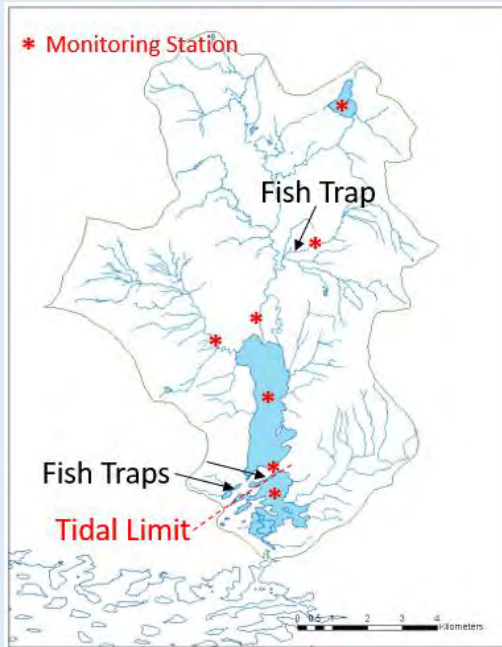 * Monitoring Station
Fish Trap
Fish Traps
Tidal Limit
0 0.5 1 2 3 4
Kilometers